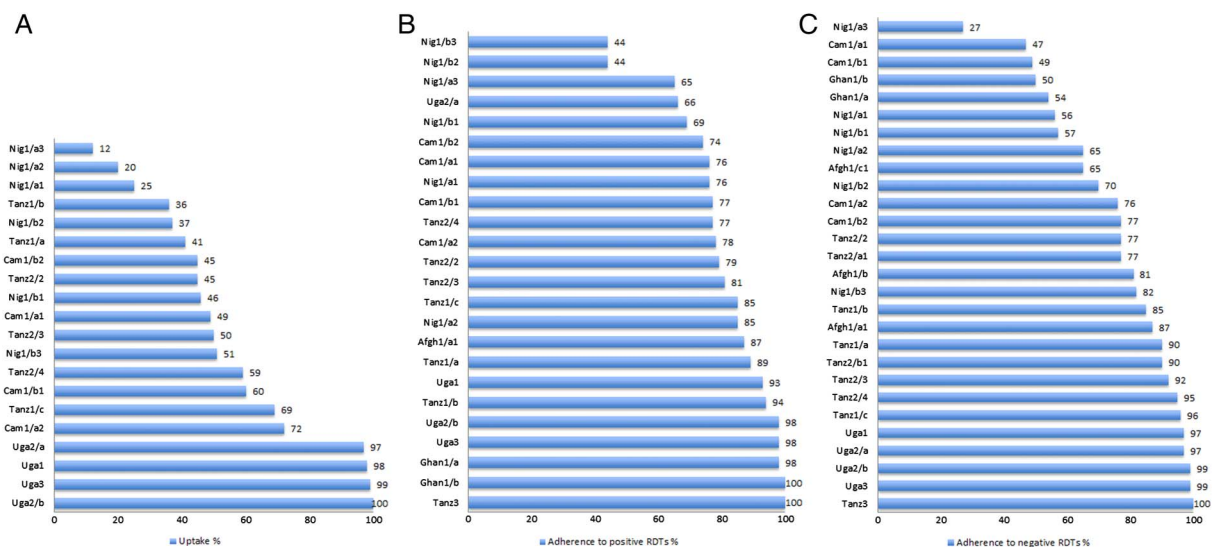 A
Nig1/a3 12
Nig1/a2 20
Nig1/a1 25
Tanz1/b 36
Nig1/b2 37
Tanz1/a 41
Cam1/b2 45
Tanz2/2 45
Nig1/b1 46
Cam1/a1 49
Tanz2/3 50
Nig1/b3 51
Tanz2/4 59
Cam1/b1 60
Tanz1/c 69
Cam1/a2 72
Uga2/a 97
Uga1 98
Uga3 99
Uga2/b 100
0 20 40 60 80 100
Uptake %
B
Nig1/b3 44
Nig1/b2 44
Nig1/a3 65
Uga2/a 66
Nig1/b1 69
Cam1/b2 74
Cam1/a1 76
Nig1/a1 76
Cam1/b1 77
Tanz2/4 77
Cam1/a2 78
Tanz2/2 79
Tanz2/3 81
Tanz1/c 85
Nig1/a2 85
Afgh1/a1 87
Tanz1/a 89
Uga1 93
Tanz1/b 94
Uga2/b 98
Uga3 98
Ghan1/a 98
Ghan1/b 100
Tanz3 100
0 20 40 60 80 100
Adherence to positive RDTs %
C
Nig1/a3 27
Cam1/a1 47
Cam1/b1 49
Ghan1/b 50
Ghan1/a 54
Nig1/a1 56
Nig1/b1 57
Nig1/a2 65
Afgh1/c1 65
Nig1/b2 70
Cam1/a2 76
Cam1/b2 77
Tanz2/2 77
Tanz2/a1 77
Afgh1/b 81
Nig1/b3 82
Tanz1/b 85
Afgh1/a1 87
Tanz1/a 90
Tanz2/b1 90
Tanz2/3 92
Tanz2/4 95
Tanz1/c 96
Uga1 97
Uga2/a 97
Uga2/b 99
Uga3 99
Tanz3 100
0 20 40 60 80 100
Adherence to negative RDTs %